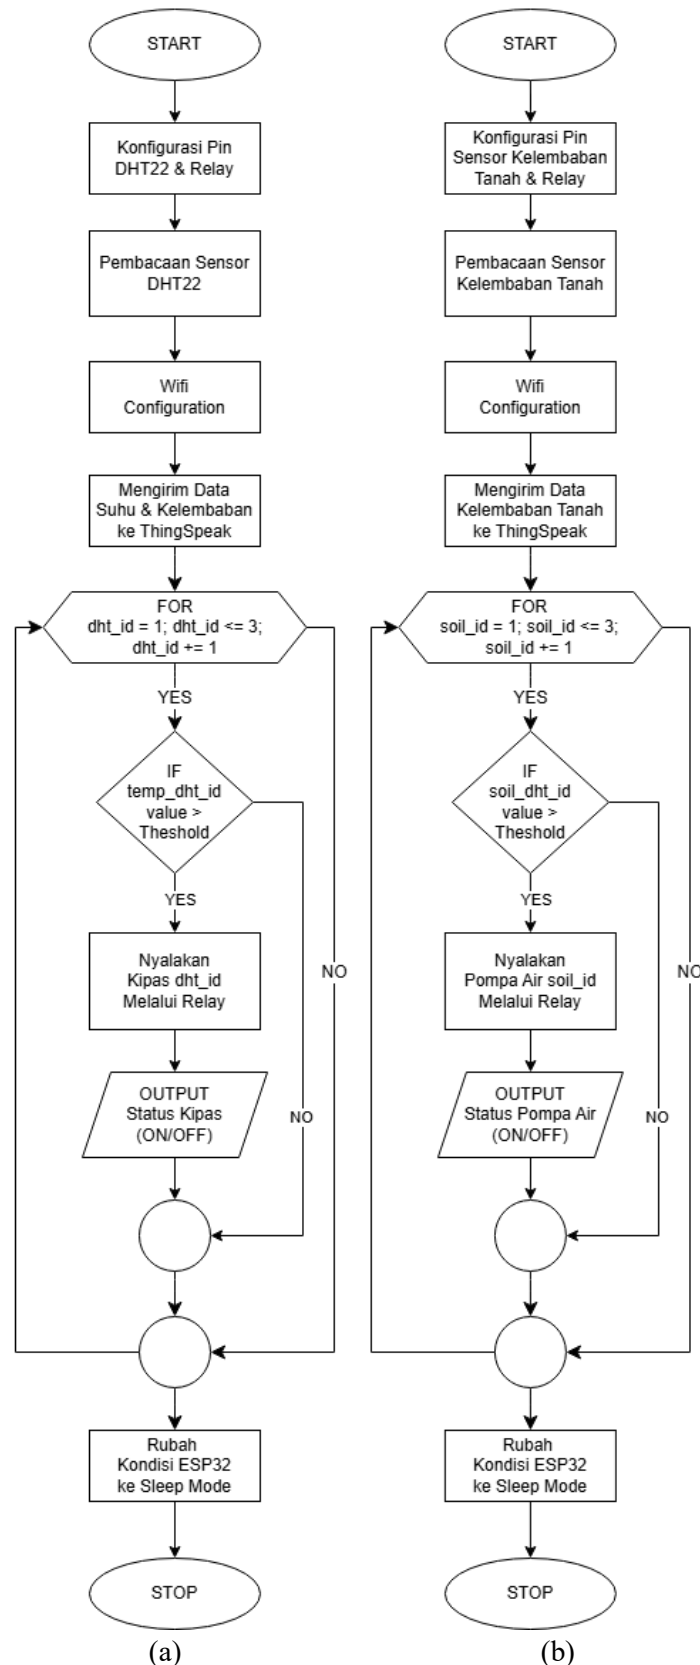 START
Konfigurasi Pin
DHT22 & Relay
Pembacaan Sensor
DHT22
Wifi
Configuration
Mengirim Data
Suhu & Kelembaban
ke ThingSpeak
FOR
dht_id = 1; dht_id <= 3;
dht_id += 1
YES
IF
temp_dht_id
value >
Theshold
YES
Nyalakan
Kipas dht_id
Melalui Relay
NO
OUTPUT
Status Kipas
(ON/OFF)
NO
Rubah
Kondisi ESP32
ke Sleep Mode
STOP
(a)
START
Konfigurasi Pin
Sensor Kelembaban
Tanah & Relay
Pembacaan Sensor
Kelembaban Tanah
Wifi
Configuration
Mengirim Data
Kelembaban Tanah
ke ThingSpeak
FOR
soil_id = 1; soil_id <= 3;
soil_id += 1
YES
IF
soil_dht_id
value >
Theshold
YES
Nyalakan
Pompa Air soil_id
Melalui Relay
NO
OUTPUT
Status Pompa Air
(ON/OFF)
NO
Rubah
Kondisi ESP32
ke Sleep Mode
STOP
(b)